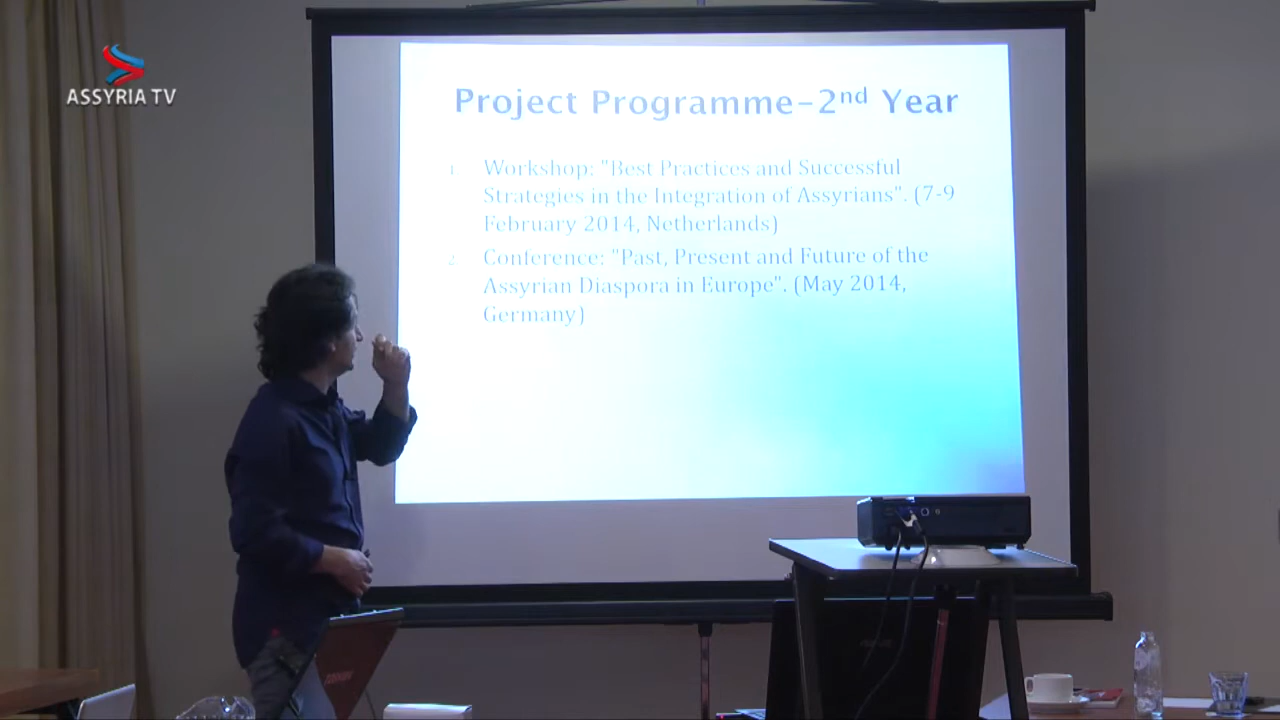 ASSYRIA TV
Project Programme-2nd Year
1. Workshop: "Best Practices and Successful
Strategies in the Integration of Assyrians". (7-9
February 2014, Netherlands)
2. Conference: "Past, Present and Future of the
Assyrian Diaspora in Europe". (May 2014,
Germany)